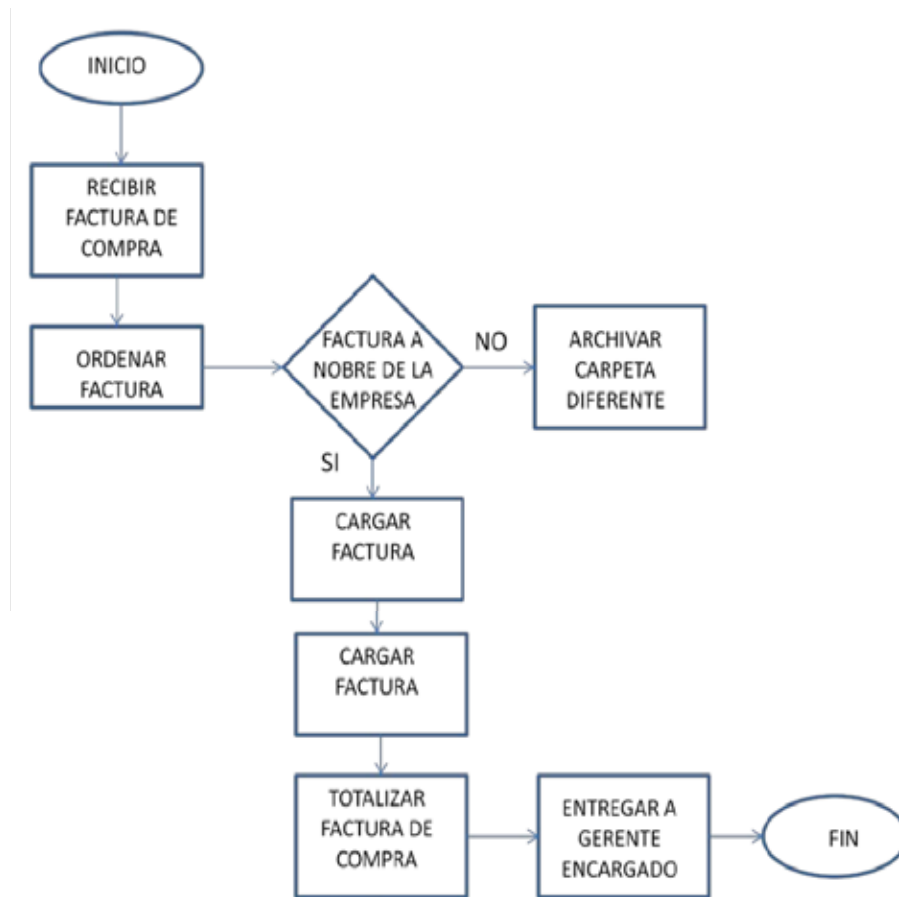 INICIO
RECIBIR
FACTURA DE
COMPRA
ORDENAR
FACTURA
FACTURA A
NOBRE DE LA
EMPRESA
NO
ARCHIVAR
CARPETA
DIFERENTE
SI
CARGAR
FACTURA
CARGAR
FACTURA
TOTALIZAR
FACTURA DE
COMPRA
ENTREGAR A
GERENTE
ENCARGADO
FIN